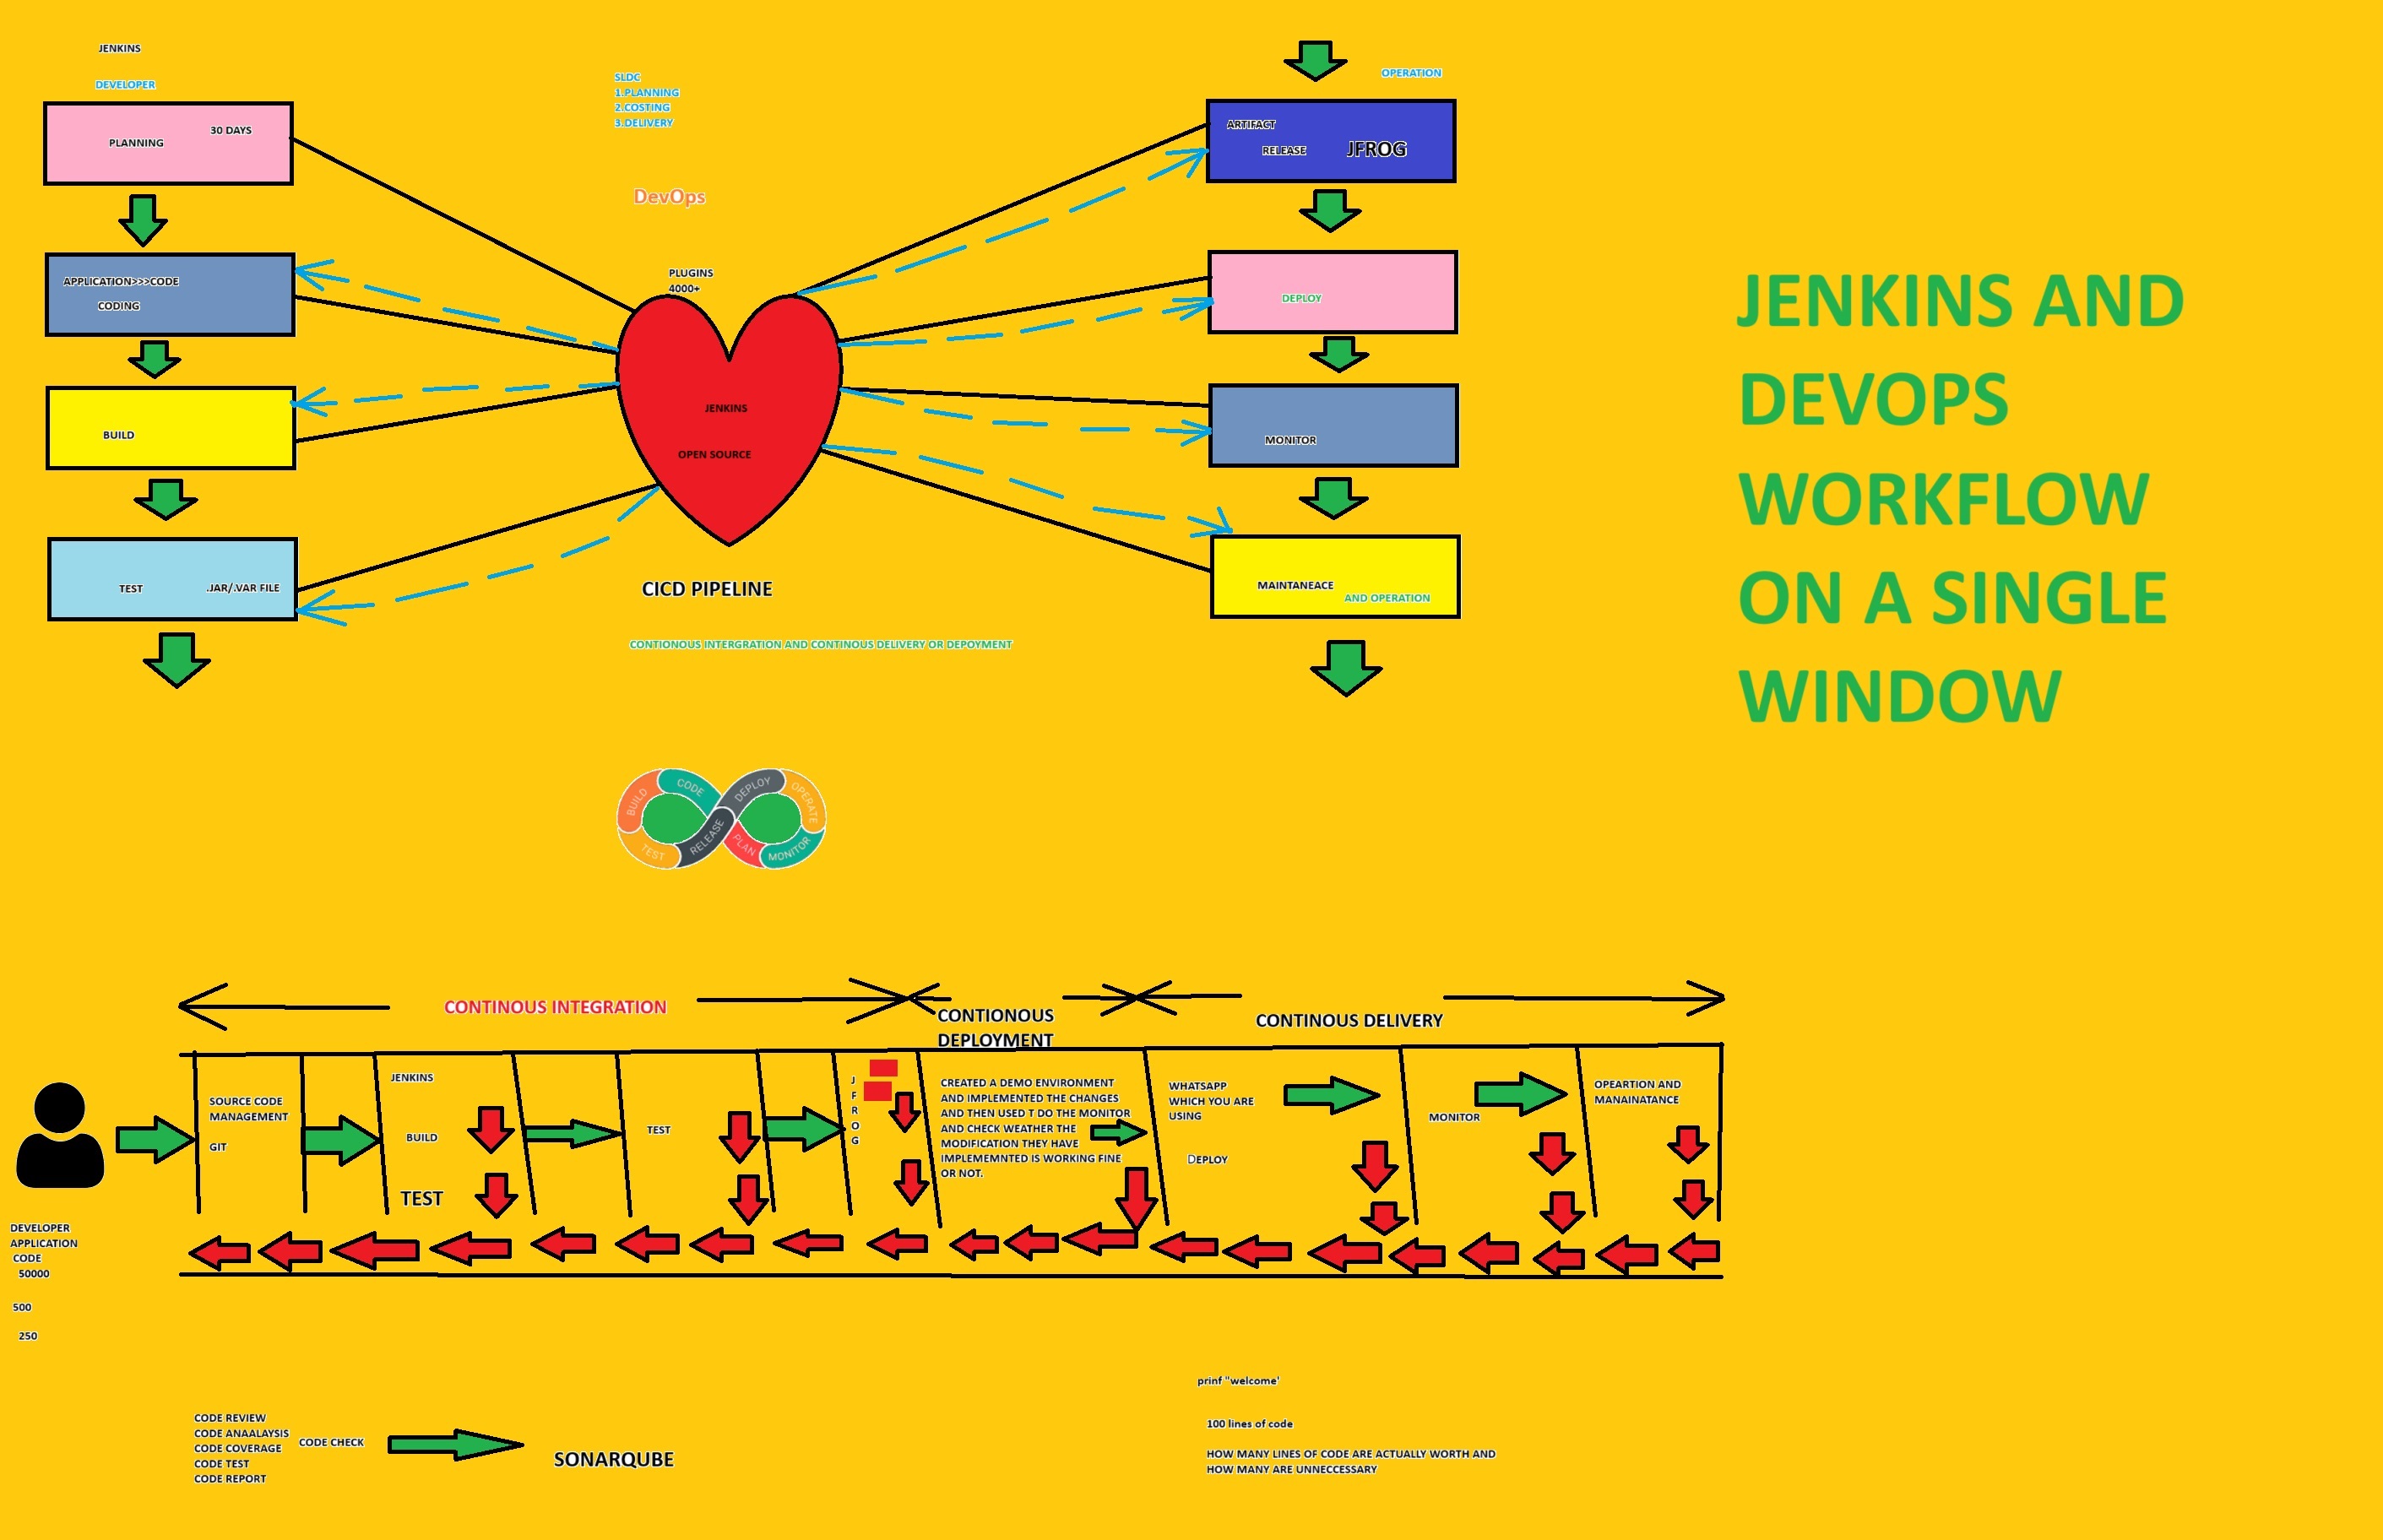 JENKINS
DEVELOPER
PLANNING
30 DAYS
APPLICATION>>>CODE
CODING
BUILD
TEST
.JAR/.VAR FILE
SLDC
1.PLANNING
2.COSTING
3.DELIVERY
DevOps
PLUGINS
4000+
JENKINS
OPEN SOURCE
CICD PIPELINE
CONTIONOUS INTERGRATION AND CONTINOUS DELIVERY OR DEPOYMENT
OPERATION
ARTIFACT
RELEASE
JFROG
DEPLOY
MONITOR
MAINTANEACE
AND OPERATION
JENKINS AND
DEVOPS
WORKFLOW
ON A SINGLE
WINDOW
BUILD
CODE
DEPLOY
OPERATE
TEST
RELEASE
PLAN
MONITOR
CONTINOUS INTEGRATION
CONTIONOUS
DEPLOYMENT
CONTINOUS DELIVERY
SOURCE CODE
MANAGEMENT
GIT
JENKINS
BUILD
TEST
TEST
J
F
R
O
G
CREATED A DEMO ENVIRONMENT
AND IMPLEMENTED THE CHANGES
AND THEN USED T DO THE MONITOR
AND CHECK WEATHER THE
MODIFICATION THEY HAVE
IMPLEMEMNTED IS WORKING FINE
OR NOT.
WHATSAPP
WHICH YOU ARE
USING
DEPLOY
MONITOR
OPEARTION AND
MANAINATANCE
DEVELOPER
APPLICATION
CODE
50000
500
250
CODE REVIEW
CODE ANAALAYSIS
CODE COVERAGE
CODE TEST
CODE REPORT
CODE CHECK
SONARQUBE
prinf "welcome'
100 lines of code
HOW MANY LINES OF CODE ARE ACTUALLY WORTH AND
HOW MANY ARE UNNECCESSARY